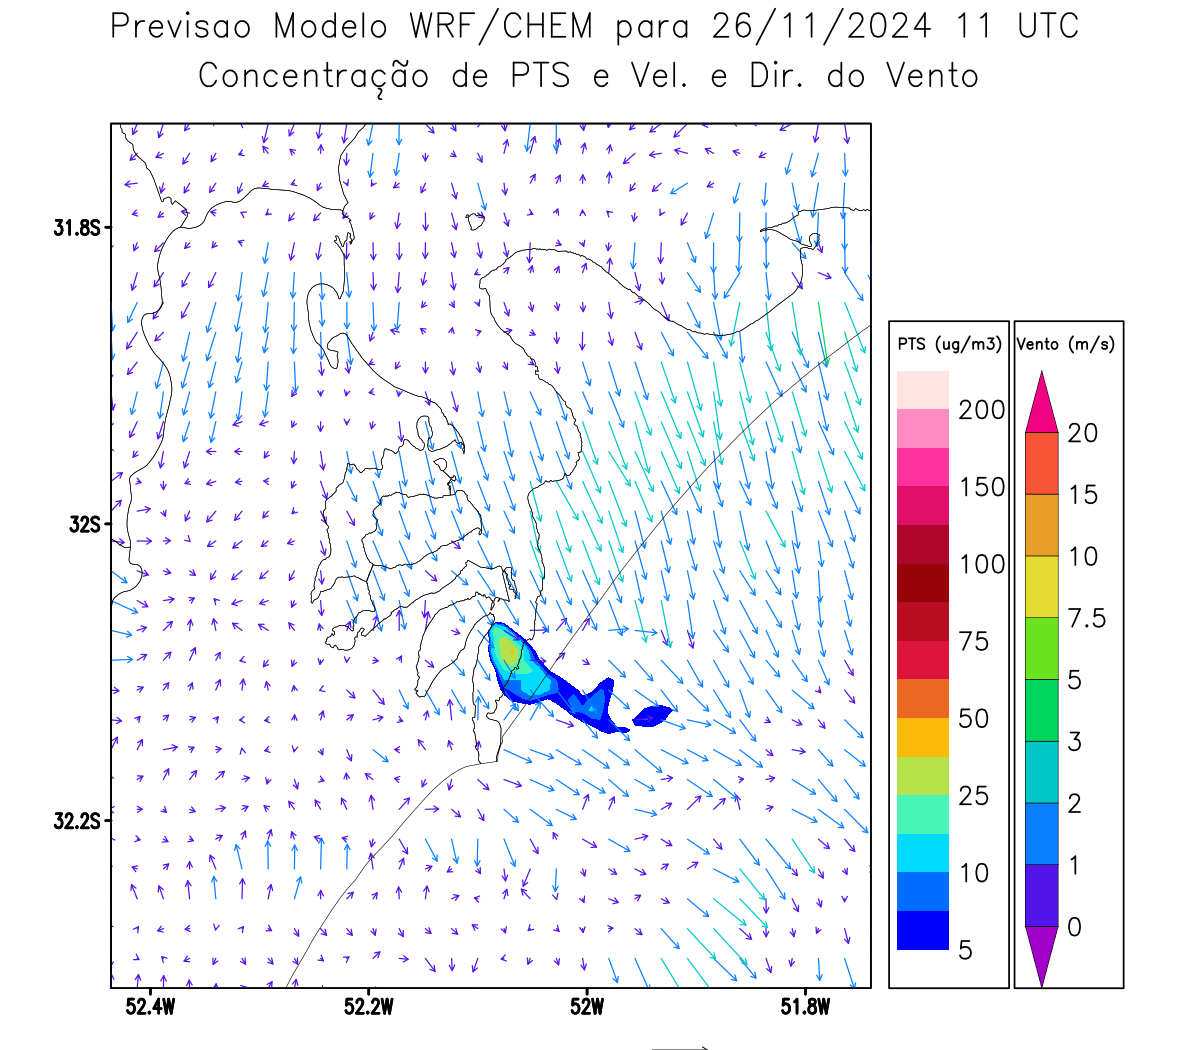 Previsao Modelo WRF/CHEM para 26/11/2024 11 UTC
Concentração de PTS e Vel. e Dir. do Vento
31.8S
32S
32.2S
52.4W 52.2W 52W 51.8W
PTS (ug/m3)
200
150
100
75
50
25
10
5
Vento (m/s)
20
15
10
7.5
5
3
2
1
0